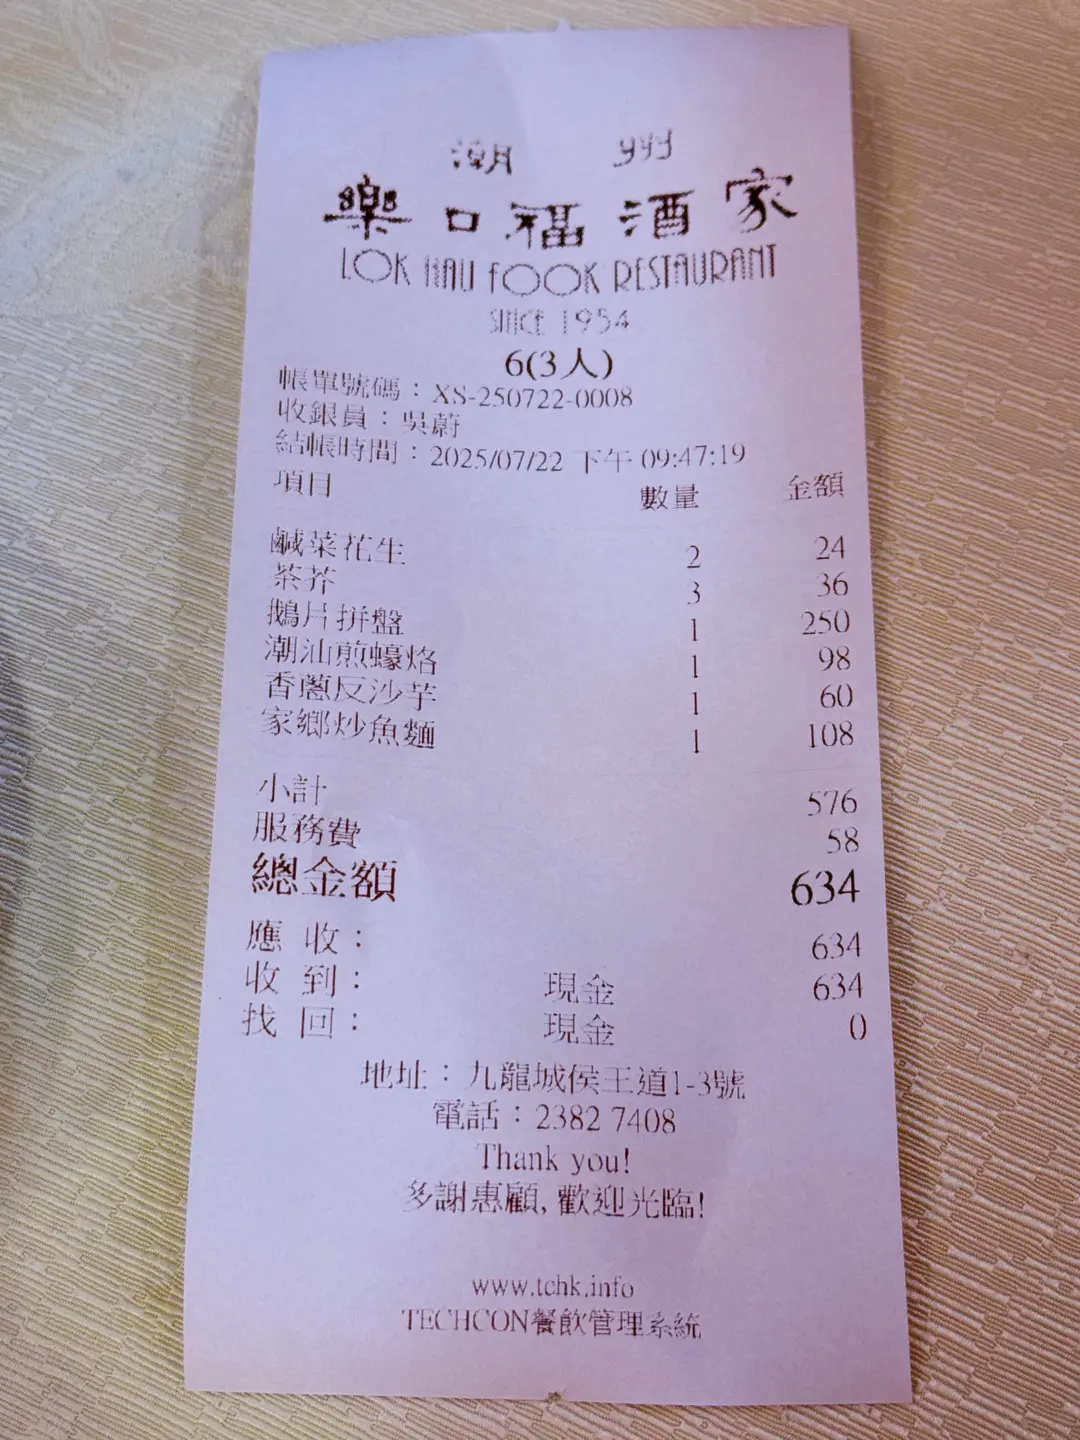 潮 州
樂口福酒家
LOK HAU FOOK RESTAURANT
SINCE 1954
6(3人)
帳單號碼：XS-250722-0008
收銀員：吳蔚
結帳時間：2025/07/22 下午 09:47:19
項目 數量 金額
鹹菜花生 2 24
茶芥 3 36
鵝片拼盤 1 250
潮汕煎蠔烙 1 98
香蔥反沙芋 1 60
家鄉炒魚麵 1 108
小計 576
服務費 58
總金額 634
應 收： 634
收 到： 現金 634
找 回： 現金 0
地址：九龍城侯王道1-3號
電話：2382 7408
Thank you!
多謝惠顧, 歡迎光臨!
www.tchk.info
TECHCON餐飲管理系統